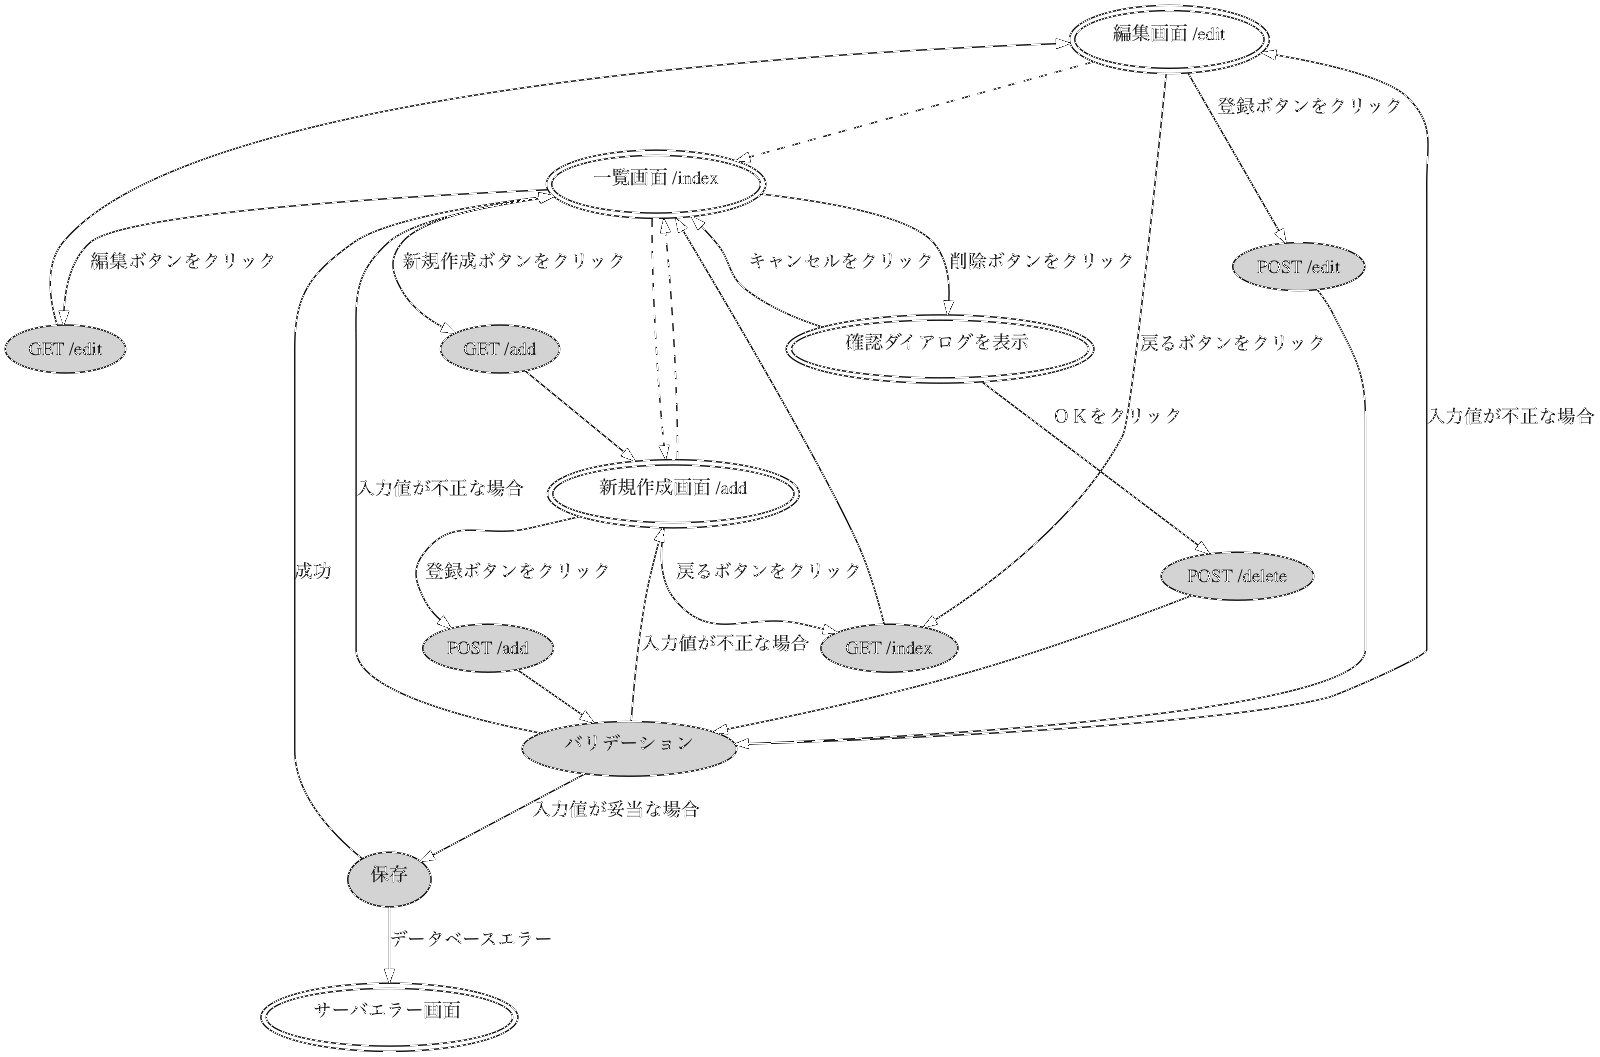 編集画面 /edit
登録ボタンをクリック
一覧画面 /index
編集ボタンをクリック
新規作成ボタンをクリック
キャンセルをクリック
削除ボタンをクリック
POST /edit
GET /edit
GET /add
確認ダイアログを表示
戻るボタンをクリック
ＯＫをクリック
入力値が不正な場合
入力値が不正な場合
新規作成画面 /add
成功
登録ボタンをクリック
戻るボタンをクリック
POST /delete
POST /add
入力値が不正な場合
GET /index
バリデーション
入力値が妥当な場合
保存
データベースエラー
サーバエラー画面